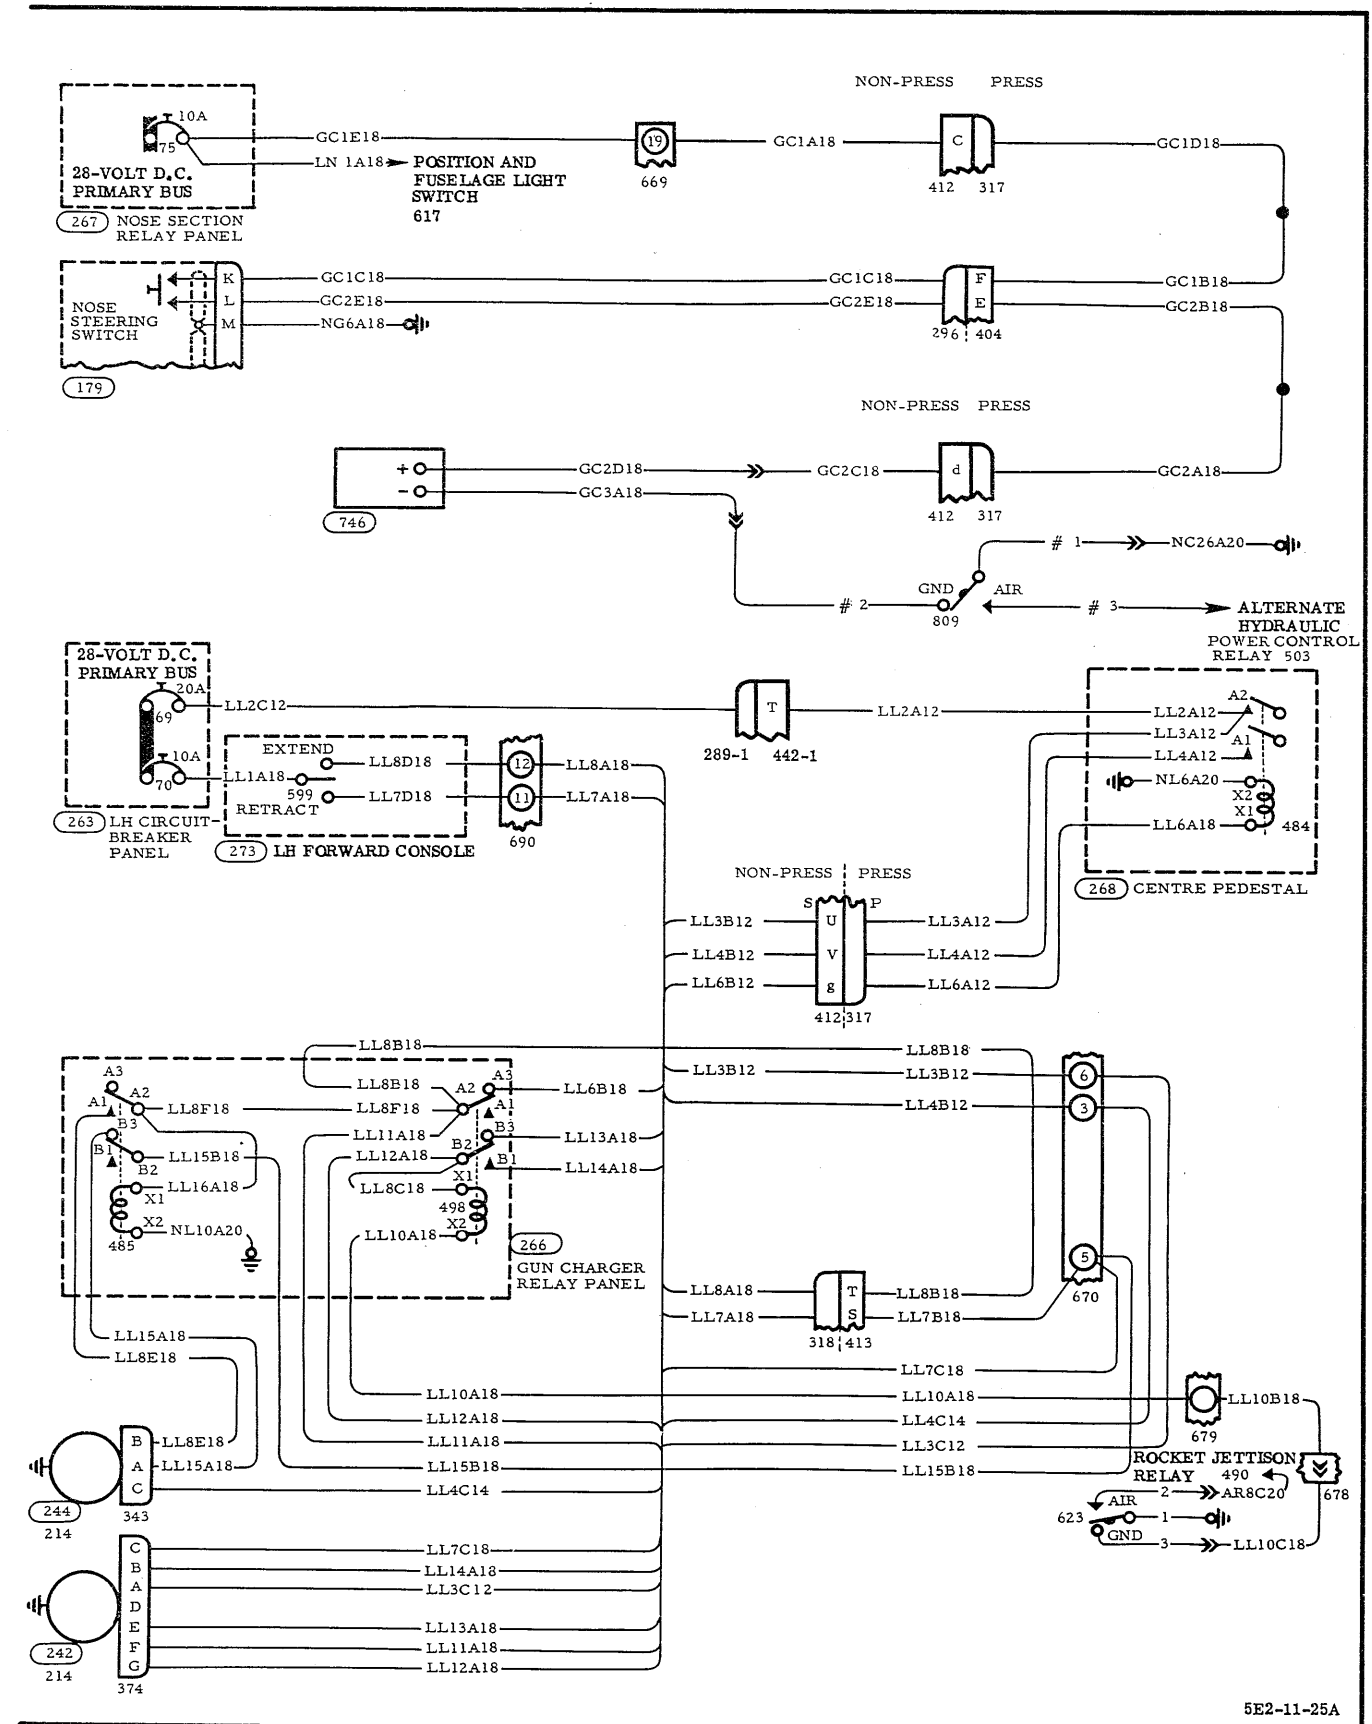 NON-PRESS PRESS
10A
75
28-VOLT D.C.
PRIMARY BUS
267 NOSE SECTION
RELAY PANEL
GC1E18
LN 1A18
POSITION AND
FUSELAGE LIGHT
SWITCH
617
19
669
GC1A18
C
412 317
GC1D18
NOSE
STEERING
SWITCH
179
K
L
M
GC1C18
GC2E18
NG6A18
GC1C18
GC2E18
F
E
296 404
GC1B18
GC2B18
NON-PRESS PRESS
+
-
746
GC2D18
GC3A18
GC2C18
d
412 317
GC2A18
# 1
NC26A20
GND AIR
809
# 2
# 3
ALTERNATE
HYDRAULIC
POWER CONTROL
RELAY 503
28-VOLT D.C.
PRIMARY BUS
20A
69
10A
70
263 LH CIRCUIT-
BREAKER
PANEL
LL2C12
T
289-1 442-1
LL2A12
EXTEND
LL1A18
599
RETRACT
LL8D18
LL7D18
12
11
690
LL8A18
LL7A18
273 LH FORWARD CONSOLE
A2
LL2A12
LL3A12
A1
LL4A12
NL6A20
X2
X1
LL6A18
484
268 CENTRE PEDESTAL
NON-PRESS PRESS
S P
LL3B12 U LL3A12
LL4B12 V LL4A12
LL6B12 g LL6A12
412 317
LL8B18
LL8B18
LL3B12
LL3B12
LL4B12
6
3
5
670
A3
A2
A1
B3
B1
B2
X1
X2
485
LL8F18
LL15B18
LL16A18
NL10A20
LL8B18
LL8F18
LL11A18
LL12A18
LL8C18
LL10A18
A3
A2
A1
B3
B2
B1
X1
498
X2
LL6B18
LL13A18
LL14A18
266
GUN CHARGER
RELAY PANEL
LL8A18 T LL8B18
LL7A18 S LL7B18
318 413
LL15A18
LL8E18
LL7C18
LL10A18
LL10A18
LL12A18
LL4C14
LL11A18
LL3C12
LL15B18
LL15B18
LL4C14
679
LL10B18
ROCKET JETTISON
RELAY 490
2 AR8C20
678
623 AIR
1
GND
3 LL10C18
B LL8E18
A LL15A18
C
244
214
343
C LL7C18
B LL14A18
A LL3C12
D
E LL13A18
F LL11A18
G LL12A18
242
214
374
5E2-11-25A